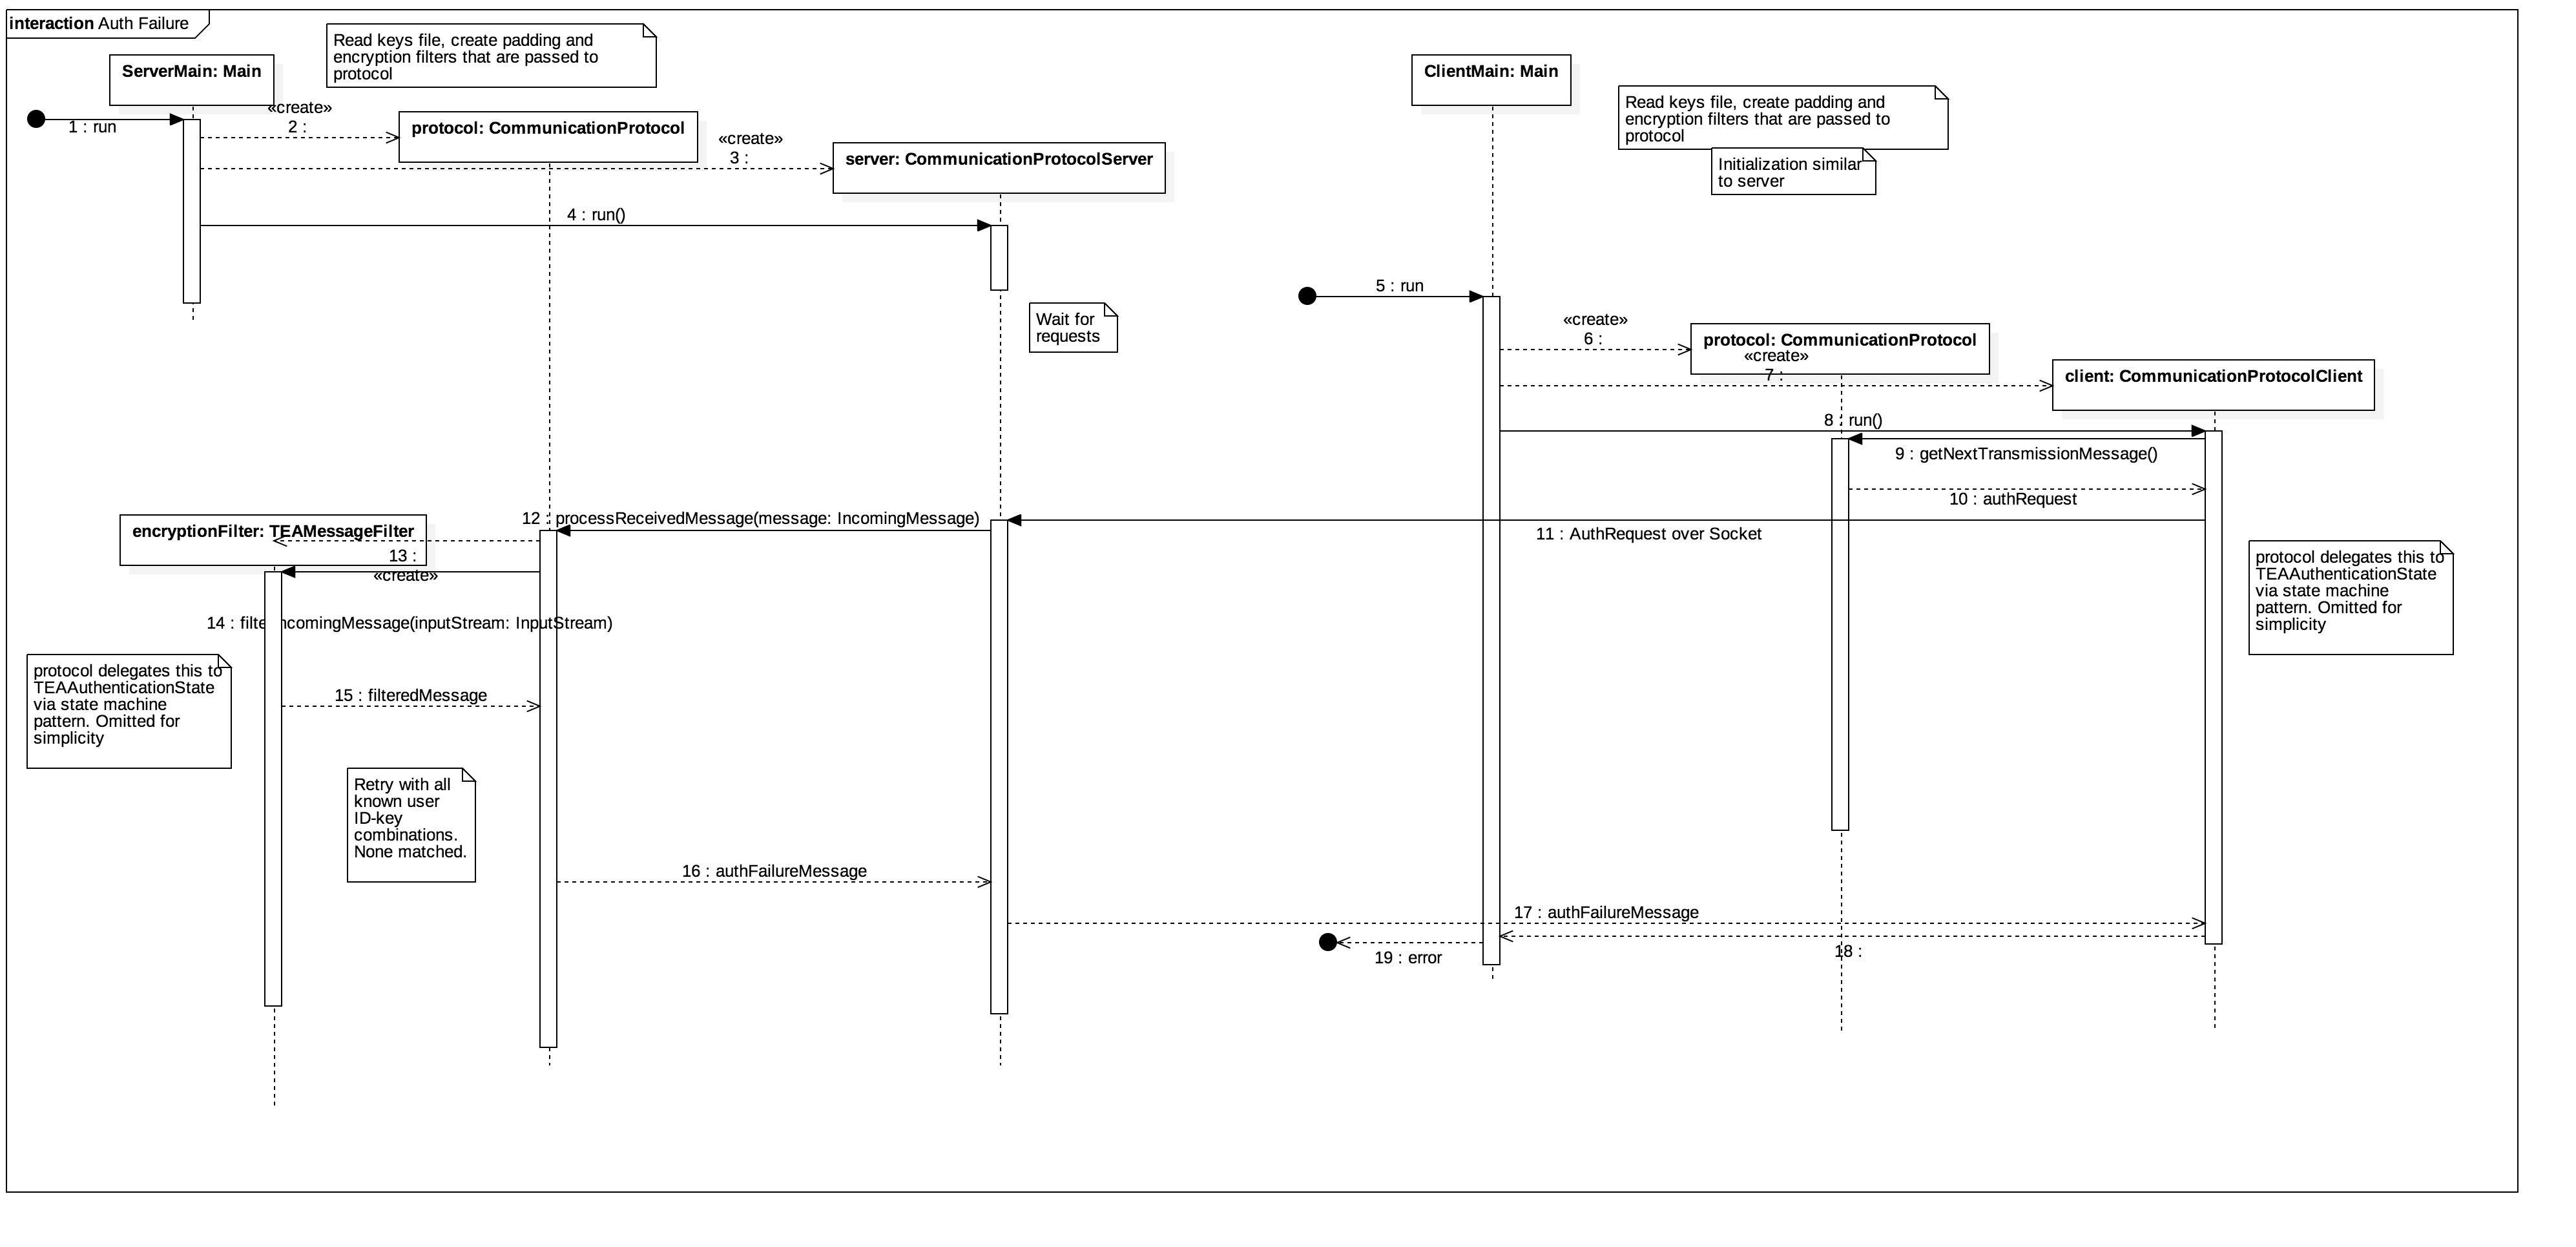 interaction Auth Failure
Read keys file, create padding and
encryption filters that are passed to
protocol
ServerMain: Main
ClientMain: Main
Read keys file, create padding and
encryption filters that are passed to
protocol
Initialization similar
to server
1 : run
«create»
2 :
protocol: CommunicationProtocol
«create»
3 :
server: CommunicationProtocolServer
4 : run()
Wait for
requests
5 : run
«create»
6 :
protocol: CommunicationProtocol
«create»
7 :
client: CommunicationProtocolClient
8 : run()
9 : getNextTransmissionMessage()
10 : authRequest
11 : AuthRequest over Socket
12 : processReceivedMessage(message: IncomingMessage)
encryptionFilter: TEAMessageFilter
13 :
«create»
14 : filterIncomingMessage(inputStream: InputStream)
protocol delegates this to
TEAAuthenticationState
via state machine
pattern. Omitted for
simplicity
protocol delegates this to
TEAAuthenticationState
via state machine
pattern. Omitted for
simplicity
15 : filteredMessage
Retry with all
known user
ID-key
combinations.
None matched.
16 : authFailureMessage
17 : authFailureMessage
18 :
19 : error